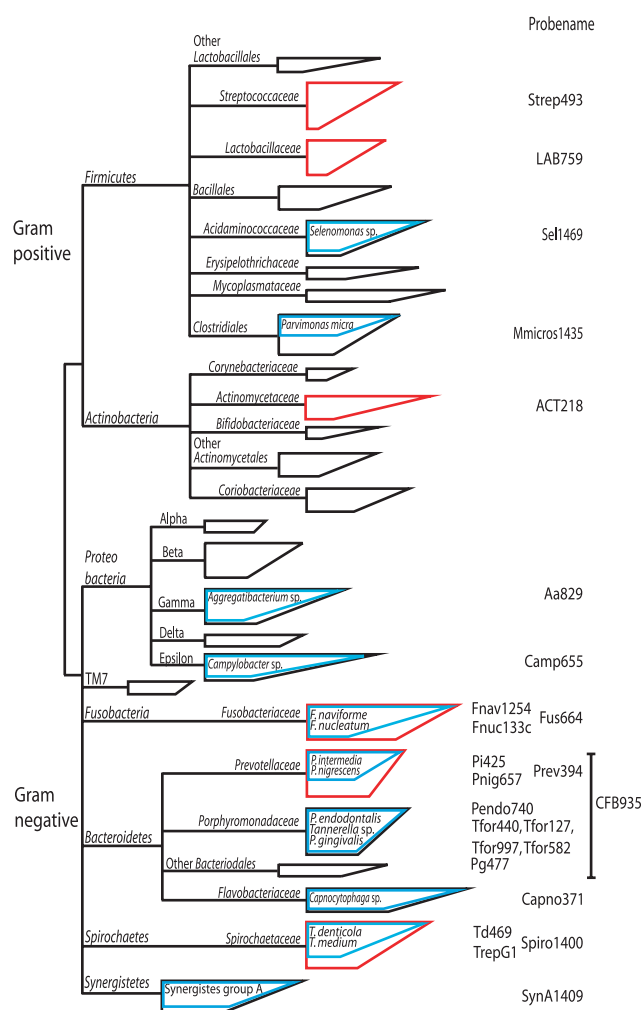 Probename
Other
Lactobacillales
Streptococcaceae
Strep493
Lactobacillaceae
LAB759
Firmicutes
Bacillales
Gram
positive
Acidaminococcaceae
Selenomonas sp.
Sel1469
Erysipelothrichaceae
Mycoplasmataceae
Clostridiales
Parvimonas micra
Mmicros1435
Corynebacteriaceae
Actinomycetaceae
ACT218
Actinobacteria
Bifidobacteriaceae
Other
Actinomycetales
Coriobacteriaceae
Alpha
Proteo
bacteria
Beta
Gamma
Aggregatibacterium sp.
Aa829
Delta
Epsilon
Campylobacter sp.
Camp655
TM7
Fusobacteria
Fusobacteriaceae
F. naviforme
F. nucleatum
Fnav1254
Fnuc133c
Fus664
Gram
negative
Prevotellaceae
P. intermedia
P. nigrescens
Pi425
Pnig657
Prev394
CFB935
Bacteroidetes
Porphyromonadaceae
P. endodontalis
Tannerella sp.
P. gingivalis
Pendo740
Tfor440, Tfor127,
Tfor997, Tfor582
Pg477
Other Bacteriodales
Flavobacteriaceae
Capnocytophaga sp.
Capno371
Spirochaetes
Spirochaetaceae
T. denticola
T. medium
Td469
TrepG1
Spiro1400
Synergistetes
Synergistes group A
SynA1409